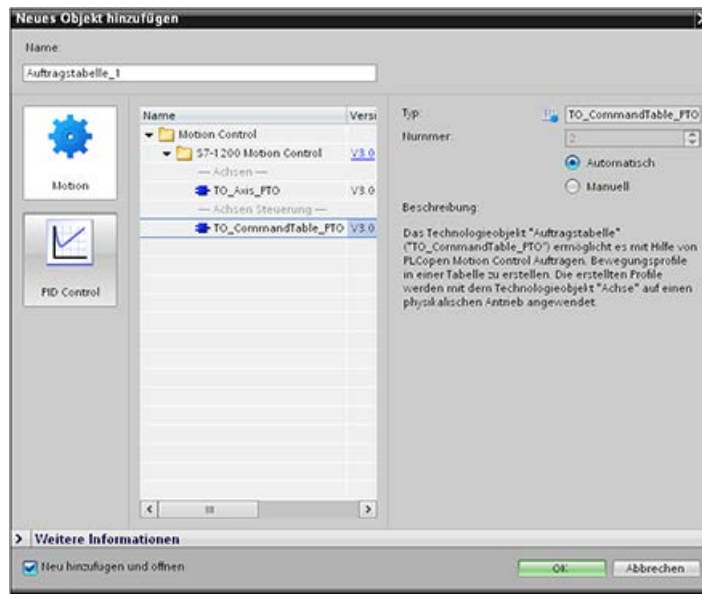 Neues Objekt hinzufügen
Name:
Auftragstabelle_1
Motion
PID Control
Name
Versi
Motion Control
S7-1200 Motion Control
V3.0
— Achsen —
TO_Axis_PTO
V3.0
— Achsen Steuerung —
TO_CommandTable_PTO
V3.0
Typ:
TO_CommandTable_PTO
Nummer:
2
Automatisch
Manuell
Beschreibung:
Das Technologieobjekt "Auftragstabelle"
("TO_CommandTable_PTO") ermöglicht es mit Hilfe von
PLCopen Motion Control Aufträgen, Bewegungsprofile
in einer Tabelle zu erstellen. Die erstellten Profile
werden mit dem Technologieobjekt "Achse" auf einen
physikalischen Antrieb angewendet.
Weitere Informationen
Neu hinzufügen und öffnen
OK
Abbrechen